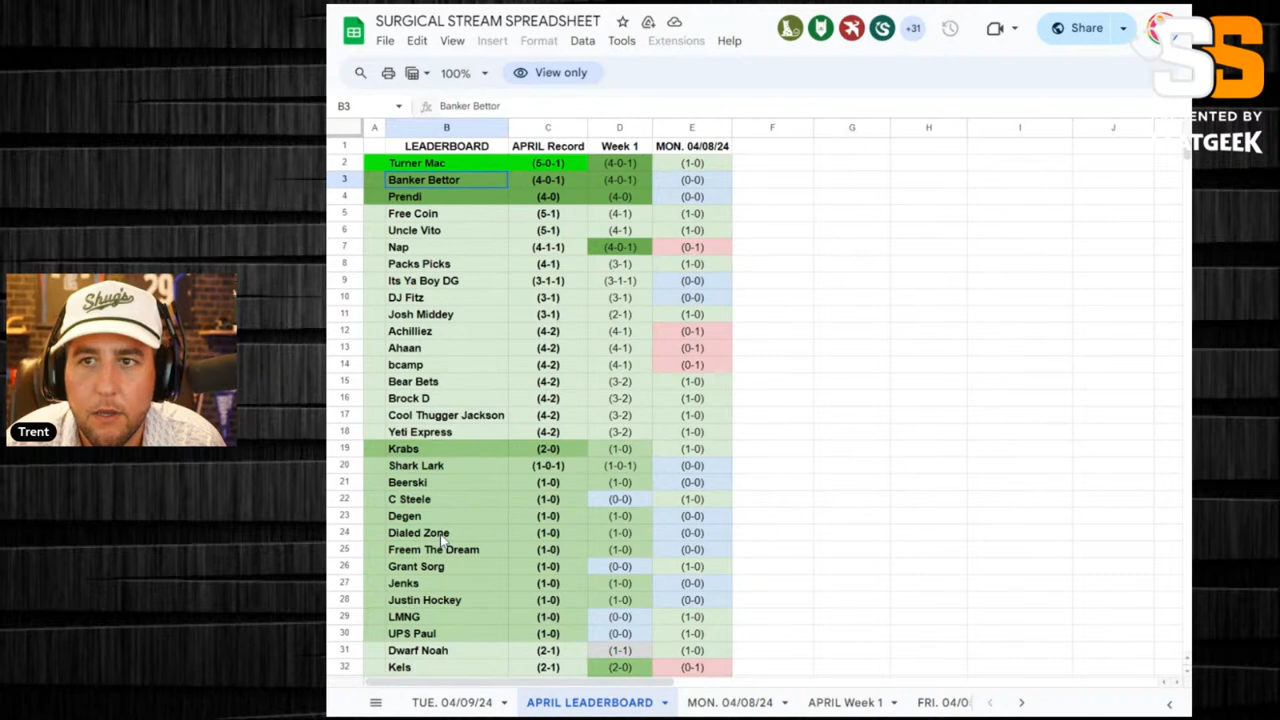 SURGICAL STREAM SPREADSHEET
File Edit View Insert Format Data Tools Extensions Help
+31
Share
100% View only
B3 fx Banker Bettor
A B C D E F G H I J
1 LEADERBOARD APRIL Record Week 1 MON. 04/08/24
2 Turner Mac (5-0-1) (4-0-1) (1-0)
3 Banker Bettor (4-0-1) (4-0-1) (0-0)
4 Prendi (4-0) (4-0) (0-0)
5 Free Coin (5-1) (4-1) (1-0)
6 Uncle Vito (5-1) (4-1) (1-0)
7 Nap (4-1-1) (4-0-1) (0-1)
8 Packs Picks (4-1) (3-1) (1-0)
9 Its Ya Boy DG (3-1-1) (3-1-1) (0-0)
10 DJ Fitz (3-1) (3-1) (0-0)
11 Josh Middey (3-1) (2-1) (1-0)
12 Achilliez (4-2) (4-1) (0-1)
13 Ahaan (4-2) (4-1) (0-1)
14 bcamp (4-2) (4-1) (0-1)
15 Bear Bets (4-2) (3-2) (1-0)
16 Brock D (4-2) (3-2) (1-0)
17 Cool Thugger Jackson (4-2) (3-2) (1-0)
18 Yeti Express (4-2) (3-2) (1-0)
19 Krabs (2-0) (1-0) (1-0)
20 Shark Lark (1-0-1) (1-0-1) (0-0)
21 Beerski (1-0) (1-0) (0-0)
22 C Steele (1-0) (0-0) (1-0)
23 Degen (1-0) (1-0) (0-0)
24 Dialed Zone (1-0) (1-0) (0-0)
25 Freem The Dream (1-0) (1-0) (0-0)
26 Grant Sorg (1-0) (0-0) (1-0)
27 Jenks (1-0) (1-0) (0-0)
28 Justin Hockey (1-0) (1-0) (0-0)
29 LMNG (1-0) (0-0) (1-0)
30 UPS Paul (1-0) (0-0) (1-0)
31 Dwarf Noah (2-1) (1-1) (1-0)
32 Kels (2-1) (2-0) (0-1)
TUE. 04/09/24 APRIL LEADERBOARD MON. 04/08/24 APRIL Week 1 FRI. 04/0
SS
ENTED BY
ATGEEK
Shug's
29
Trent